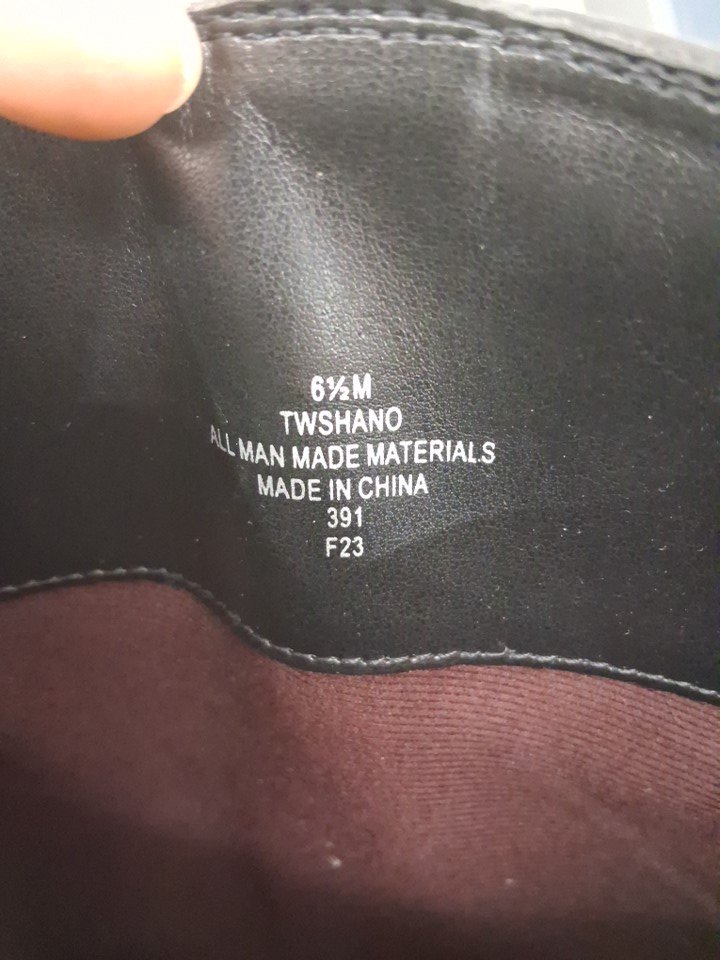 6½M
TWSHANO
ALL MAN MADE MATERIALS
MADE IN CHINA
391
F23